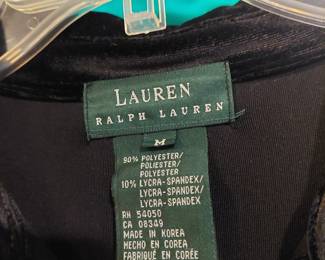 LAUREN
RALPH LAUREN
M
90% POLYESTER/
POLIESTER/
POLYESTER
10% LYCRA-SPANDEX/
LYCRA-SPANDEX/
LYCRA-SPANDEX
RN 54050
CA 08349
MADE IN KOREA
HECHO EN COREA
FABRIQUÉ EN CORÉE